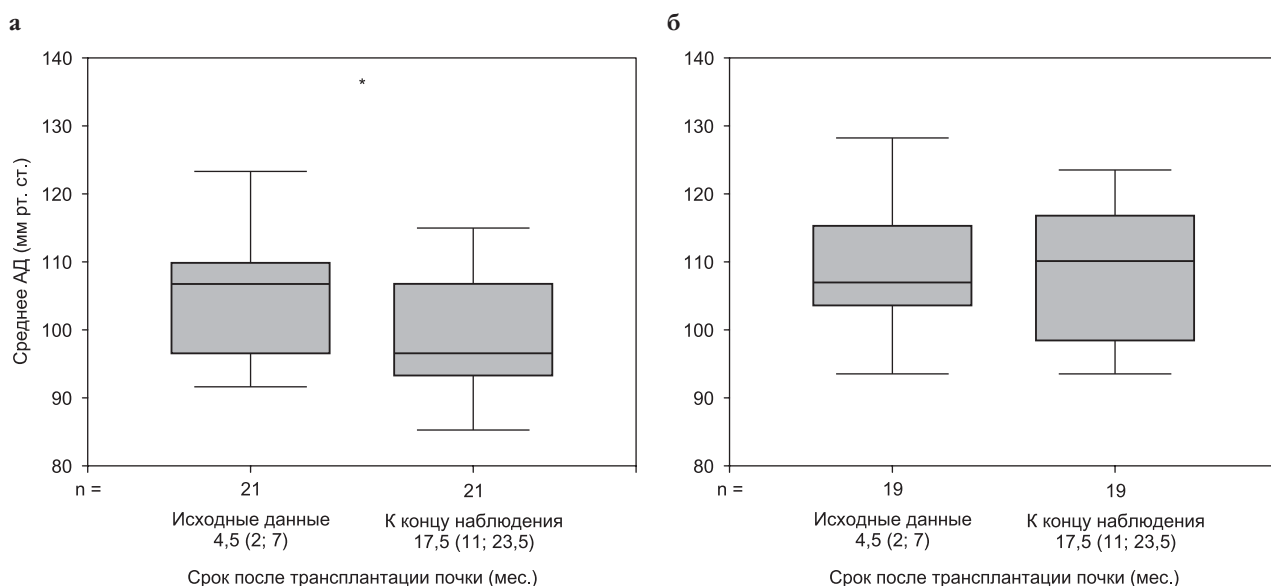 а
140
*
130
120
110
100
90
80
Среднее АД (мм рт. ст.)
n =
21
21
Исходные данные
4,5 (2; 7)
К концу наблюдения
17,5 (11; 23,5)
Срок после трансплантации почки (мес.)
б
140
130
120
110
100
90
80
n =
19
19
Исходные данные
4,5 (2; 7)
К концу наблюдения
17,5 (11; 23,5)
Срок после трансплантации почки (мес.)